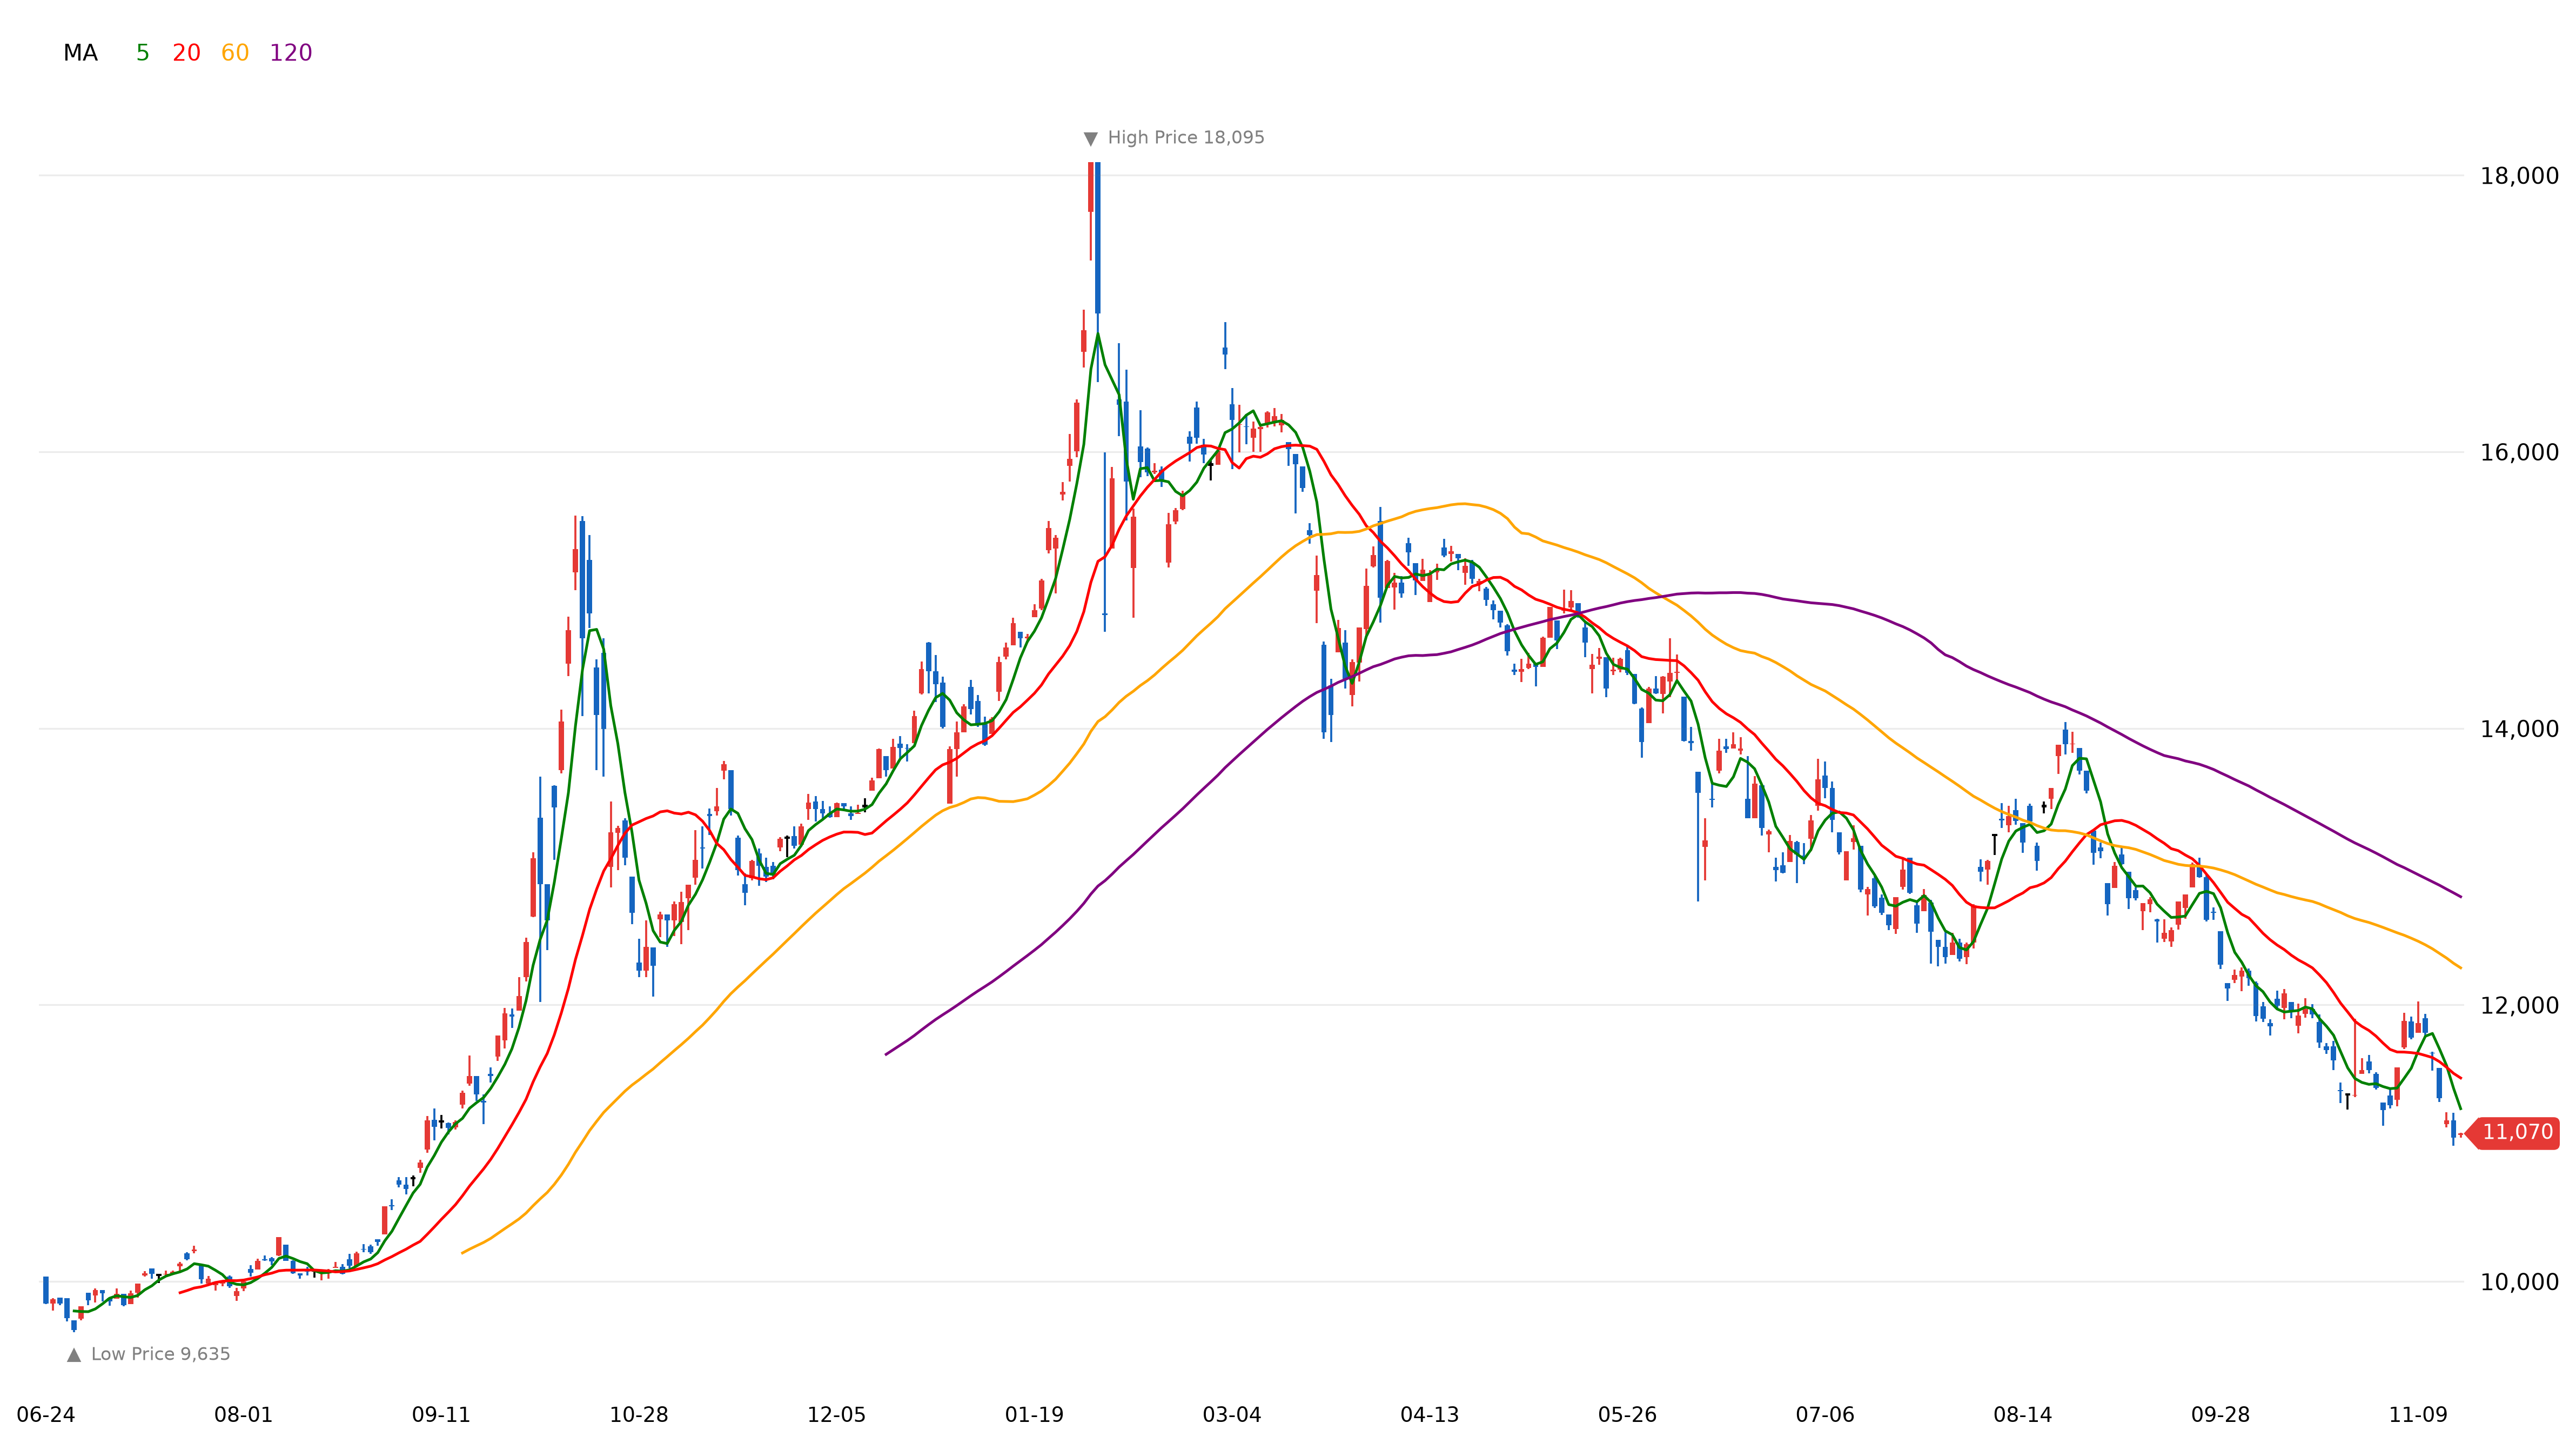 MA 5 20 60 120
▼ High Price 18,095
18,000
16,000
14,000
12,000
11,070
10,000
▲ Low Price 9,635
06-24 08-01 09-11 10-28 12-05 01-19 03-04 04-13 05-26 07-06 08-14 09-28 11-09